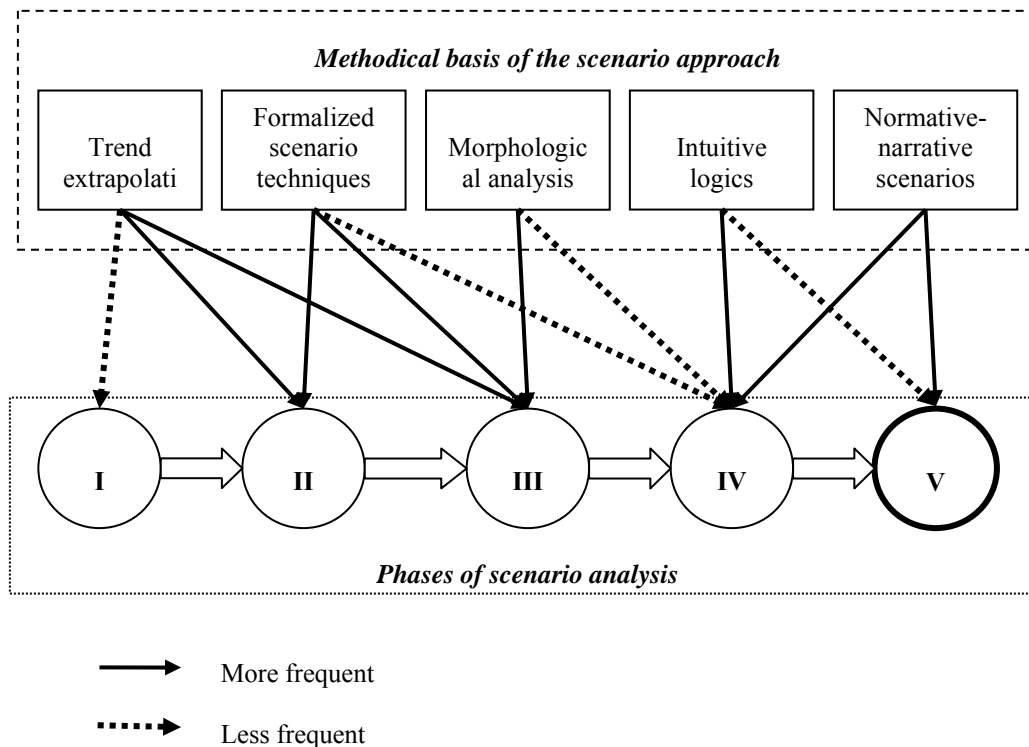 Methodical basis of the scenario approach
Trend
extrapolati
Formalized
scenario
techniques
Morphologic
al analysis
Intuitive
logics
Normative-
narrative
scenarios
I
II
III
IV
V
Phases of scenario analysis
More frequent
Less frequent